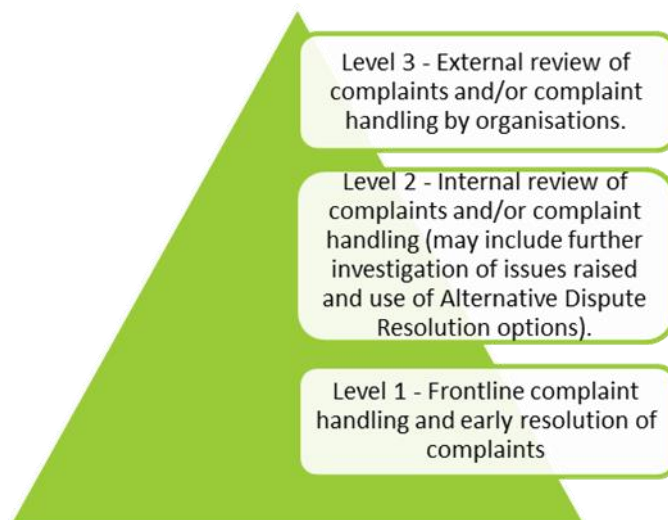 Level 3 - External review of
complaints and/or complaint
handling by organisations.
Level 2 - Internal review of
complaints and/or complaint
handling (may include further
investigation of issues raised
and use of Alternative Dispute
Resolution options).
Level 1 - Frontline complaint
handling and early resolution of
complaints